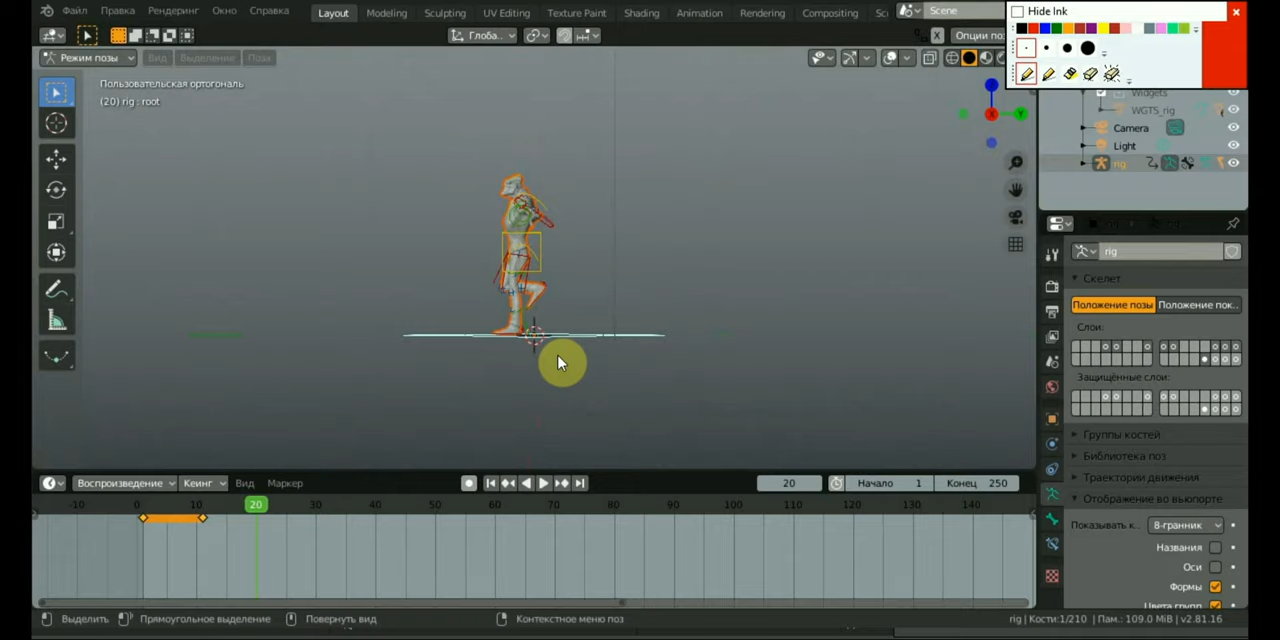 Файл Правка Рендеринг Окно Справка Layout Modeling Sculpting UV Editing Texture Paint Shading Animation Rendering Compositing Sc Scene
Hide Ink
Глоба.. Опции по
Режим позы Вид Выделение Поза
Пользовательская ортогональ
(20) rig : root
Widgets
WGTS_rig
Camera
Light
rig
rig
Скелет
Положение позы Положение пок..
Слои:
Защищённые слои:
Группы костей
Библиотека поз
Траектории движения
Отображение во вьюпорте
Показывать к.. 8-гранник
Названия
Оси
Формы
Цвета групп
Воспроизведение Кеинг Вид Маркер 20 Начало 1 Конец 250
-10 0 10 20 30 40 50 60 70 80 90 100 110 120 130 140
Выделить Прямоугольное выделение Повернуть вид Контекстное меню поз rig | Кости:1/210 | Пам.: 109.0 MiB | v2.81.16